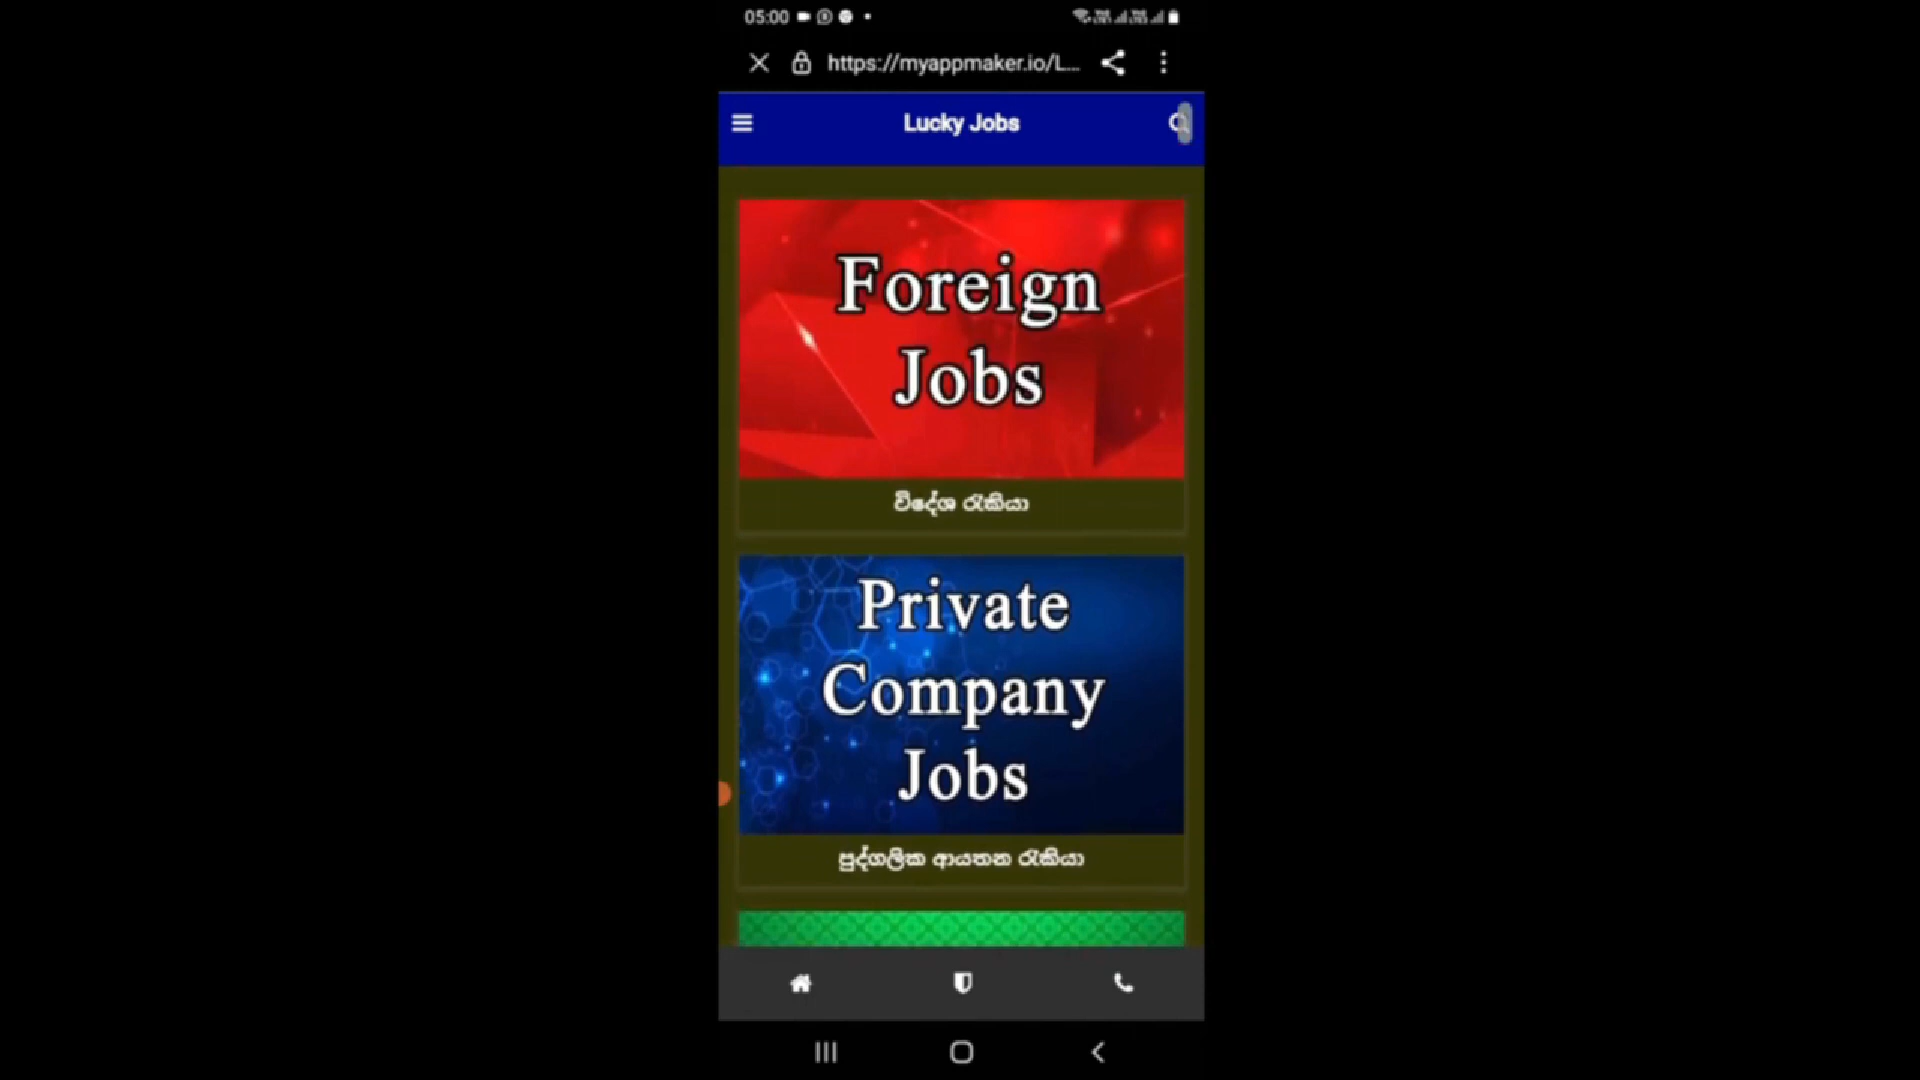 05:00
https://myappmaker.io/L...
Lucky Jobs
Foreign
Jobs
විදේශ රැකියා
Private
Company
Jobs
පුද්ගලික ආයතන රැකියා